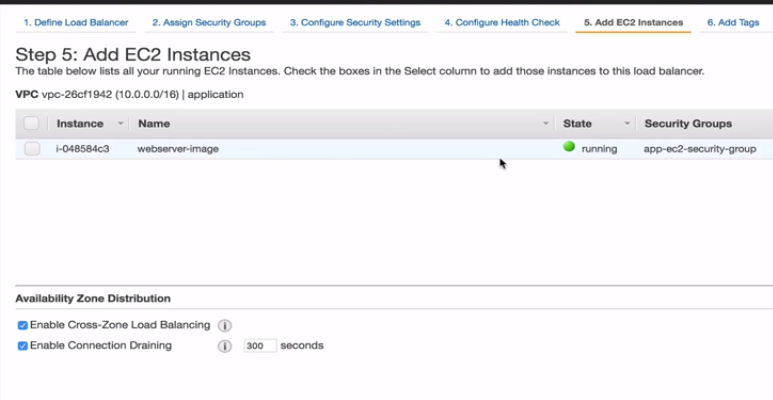 1. Define Load Balancer 2. Assign Security Groups 3. Configure Security Settings 4. Configure Health Check 5. Add EC2 Instances 6. Add Tags
Step 5: Add EC2 Instances
The table below lists all your running EC2 Instances. Check the boxes in the Select column to add those instances to this load balancer.
VPC vpc-26cf1942 (10.0.0.0/16) | application
Instance Name State Security Groups
i-048584c3 webserver-image running app-ec2-security-group
Availability Zone Distribution
Enable Cross-Zone Load Balancing i
Enable Connection Draining i 300 seconds